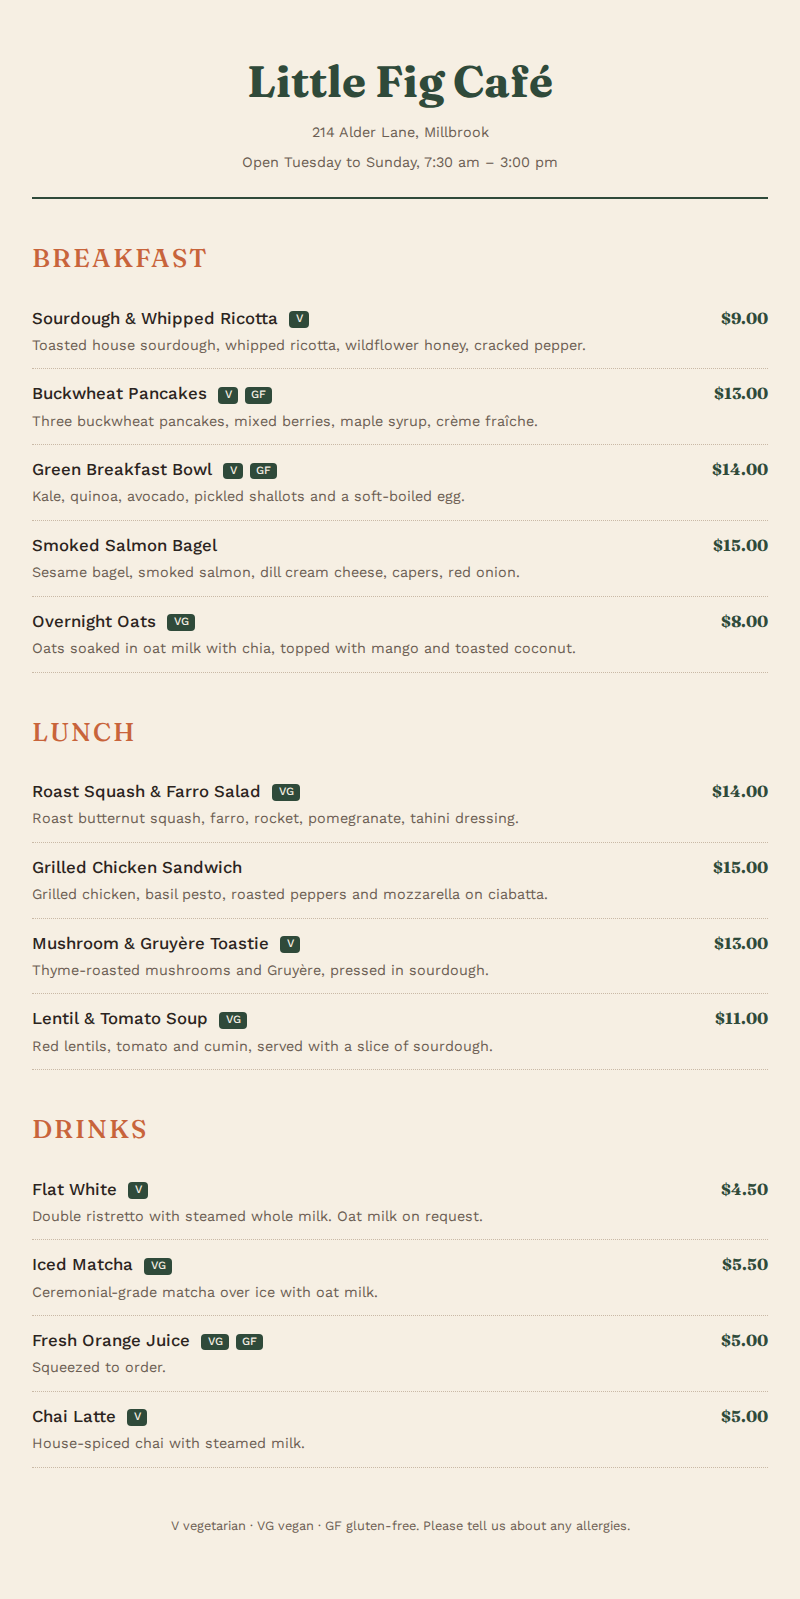 Little Fig Café
214 Alder Lane, Millbrook
Open Tuesday to Sunday, 7:30 am – 3:00 pm
BREAKFAST
Sourdough & Whipped Ricotta V $9.00
Toasted house sourdough, whipped ricotta, wildflower honey, cracked pepper.
Buckwheat Pancakes V GF $13.00
Three buckwheat pancakes, mixed berries, maple syrup, crème fraîche.
Green Breakfast Bowl V GF $14.00
Kale, quinoa, avocado, pickled shallots and a soft-boiled egg.
Smoked Salmon Bagel $15.00
Sesame bagel, smoked salmon, dill cream cheese, capers, red onion.
Overnight Oats VG $8.00
Oats soaked in oat milk with chia, topped with mango and toasted coconut.
LUNCH
Roast Squash & Farro Salad VG $14.00
Roast butternut squash, farro, rocket, pomegranate, tahini dressing.
Grilled Chicken Sandwich $15.00
Grilled chicken, basil pesto, roasted peppers and mozzarella on ciabatta.
Mushroom & Gruyère Toastie V $13.00
Thyme-roasted mushrooms and Gruyère, pressed in sourdough.
Lentil & Tomato Soup VG $11.00
Red lentils, tomato and cumin, served with a slice of sourdough.
DRINKS
Flat White V $4.50
Double ristretto with steamed whole milk. Oat milk on request.
Iced Matcha VG $5.50
Ceremonial-grade matcha over ice with oat milk.
Fresh Orange Juice VG GF $5.00
Squeezed to order.
Chai Latte V $5.00
House-spiced chai with steamed milk.
V vegetarian · VG vegan · GF gluten-free. Please tell us about any allergies.